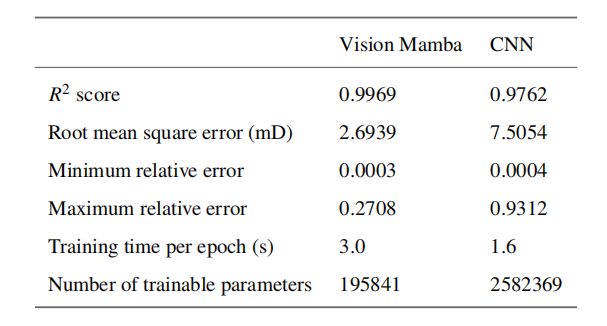 Vision Mamba CNN
R² score 0.9969 0.9762
Root mean square error (mD) 2.6939 7.5054
Minimum relative error 0.0003 0.0004
Maximum relative error 0.2708 0.9312
Training time per epoch (s) 3.0 1.6
Number of trainable parameters 195841 2582369